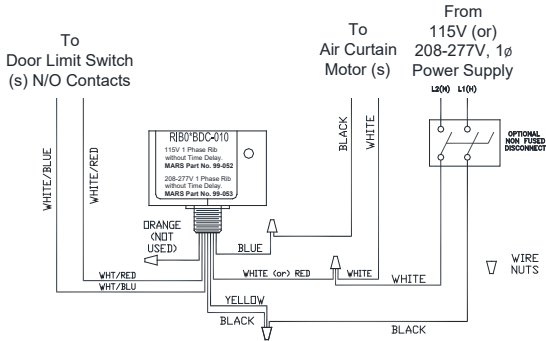 To
Door Limit Switch
(s) N/O Contacts
To
Air Curtain
Motor (s)
From
115V (or)
208-277V, 1ø
Power Supply
L2(N) L1(H)
OPTIONAL
NON FUSED
DISCONNECT
WHITE/BLUE
WHITE/RED
RIB0*BDC-010
115V 1 Phase Rib
without Time Delay.
MARS Part No. 99-052
208-277V 1 Phase Rib
without Time Delay.
MARS Part No. 99-053
BLACK
WHITE
ORANGE
(NOT
USED)
BLUE
WHT/RED
WHT/BLU
WHITE (or) RED
WHITE
WHITE
WIRE
NUTS
YELLOW
BLACK
BLACK